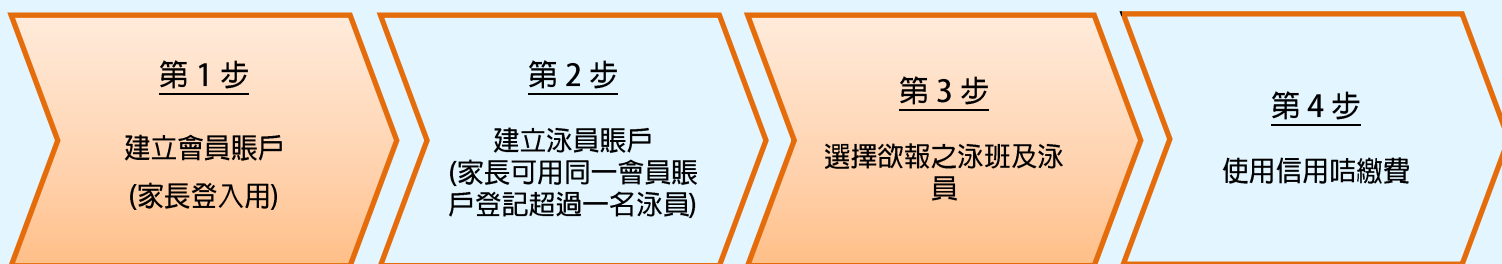 第 1 步
建立會員賬戶
(家長登入用)
第 2 步
建立泳員賬戶
(家長可用同一會員賬
戶登記超過一名泳員)
第 3 步
選擇欲報之泳班及泳
員
第 4 步
使用信用咭繳費